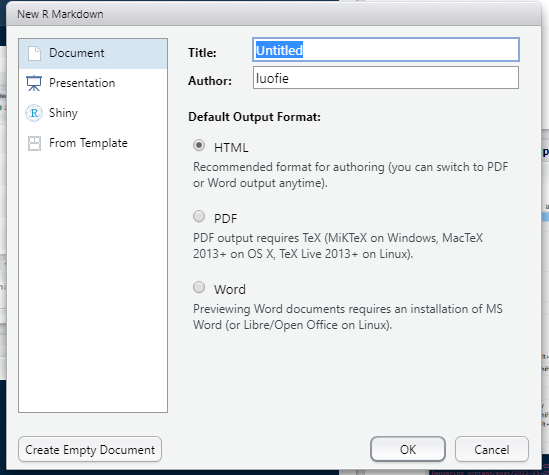 New R Markdown
Document
Presentation
Shiny
From Template
Title:
Untitled
Author:
luofie
Default Output Format:
HTML
Recommended format for authoring (you can switch to PDF
or Word output anytime).
PDF
PDF output requires TeX (MiKTeX on Windows, MacTeX
2013+ on OS X, TeX Live 2013+ on Linux).
Word
Previewing Word documents requires an installation of MS
Word (or Libre/Open Office on Linux).
Create Empty Document
OK
Cancel